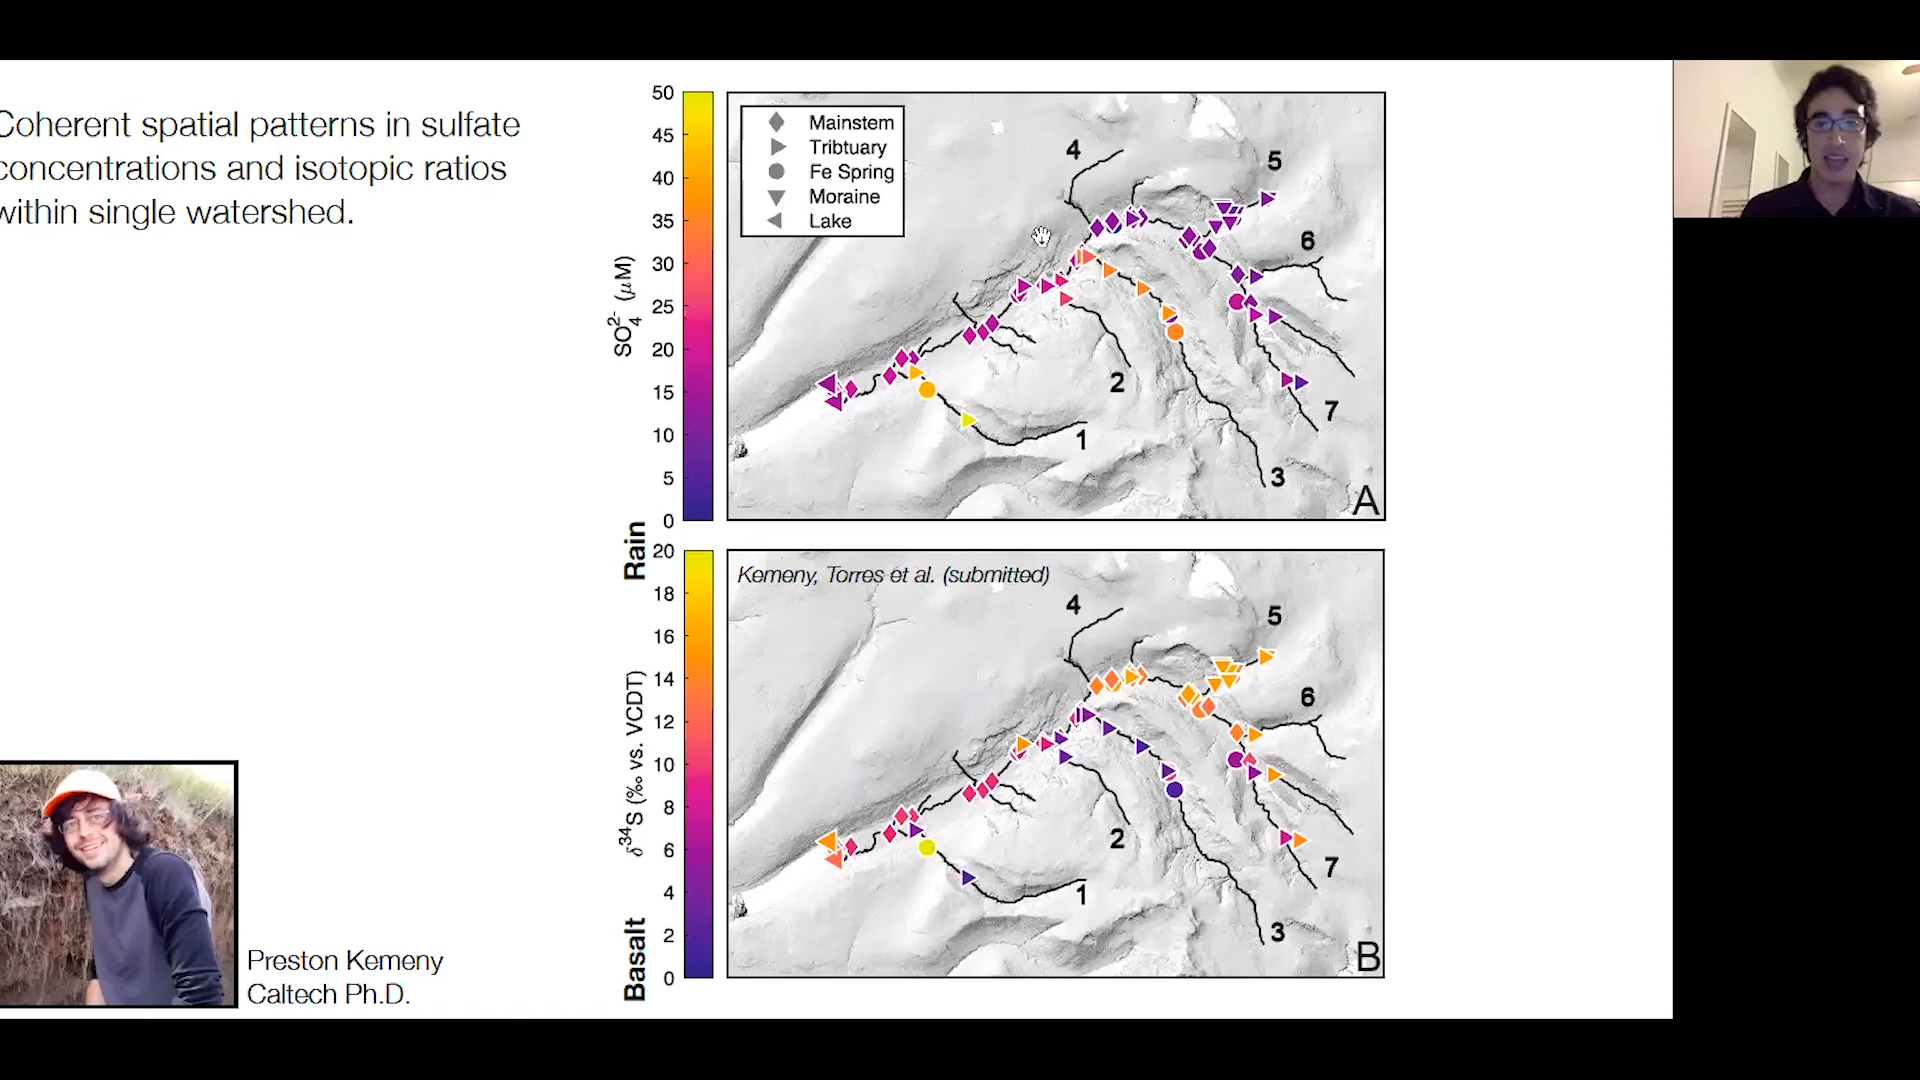 Coherent spatial patterns in sulfate
concentrations and isotopic ratios
within single watershed.
Preston Kemeny
Caltech Ph.D.
50
45
40
35
30
25
20
15
10
5
0
SO₄²⁻ (μM)
Mainstem
Tribtuary
Fe Spring
Moraine
Lake
4
5
6
2
7
1
3
A
Rain
20
18
16
14
12
10
8
6
4
2
0
δ³⁴S (‰ vs. VCDT)
Basalt
Kemeny, Torres et al. (submitted)
4
5
6
2
7
1
3
B